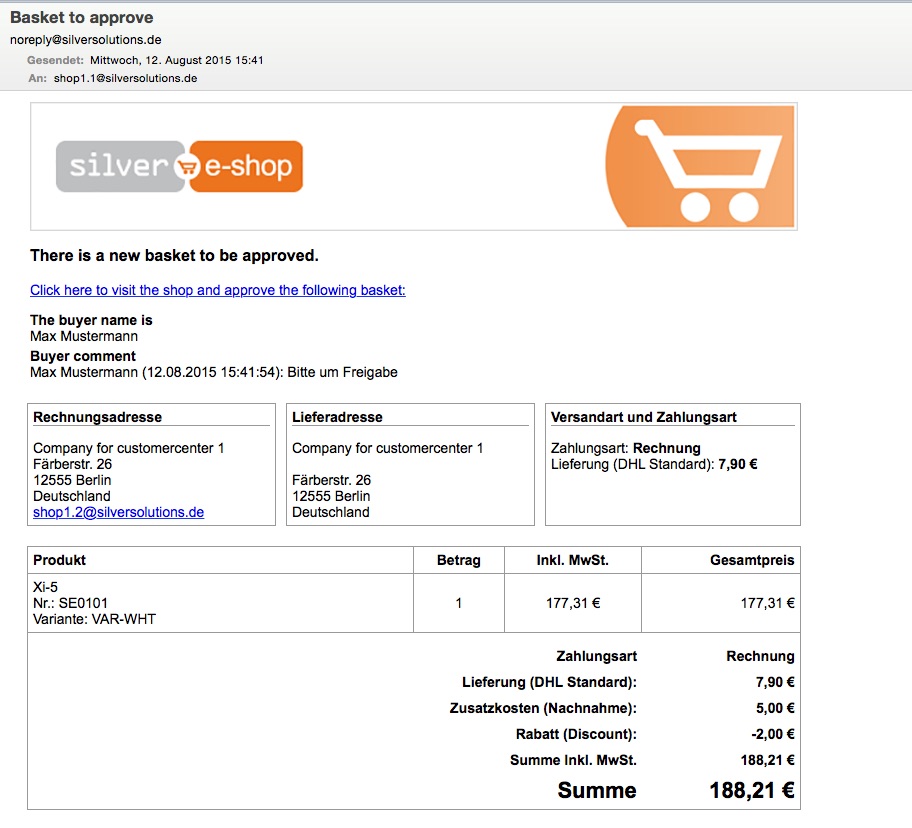 Basket to approve
noreply@silversolutions.de
Gesendet: Mittwoch, 12. August 2015 15:41
An: shop1.1@silversolutions.de
silver e-shop
There is a new basket to be approved.
Click here to visit the shop and approve the following basket:
The buyer name is
Max Mustermann
Buyer comment
Max Mustermann (12.08.2015 15:41:54): Bitte um Freigabe
Rechnungsadresse
Company for customercenter 1
Färberstr. 26
12555 Berlin
Deutschland
shop1.2@silversolutions.de
Lieferadresse
Company for customercenter 1
Färberstr. 26
12555 Berlin
Deutschland
Versandart und Zahlungsart
Zahlungsart: Rechnung
Lieferung (DHL Standard): 7,90 €
Produkt Betrag Inkl. MwSt. Gesamtpreis
Xi-5
Nr.: SE0101 1 177,31 € 177,31 €
Variante: VAR-WHT
Zahlungsart Rechnung
Lieferung (DHL Standard): 7,90 €
Zusatzkosten (Nachnahme): 5,00 €
Rabatt (Discount): -2,00 €
Summe Inkl. MwSt. 188,21 €
Summe 188,21 €